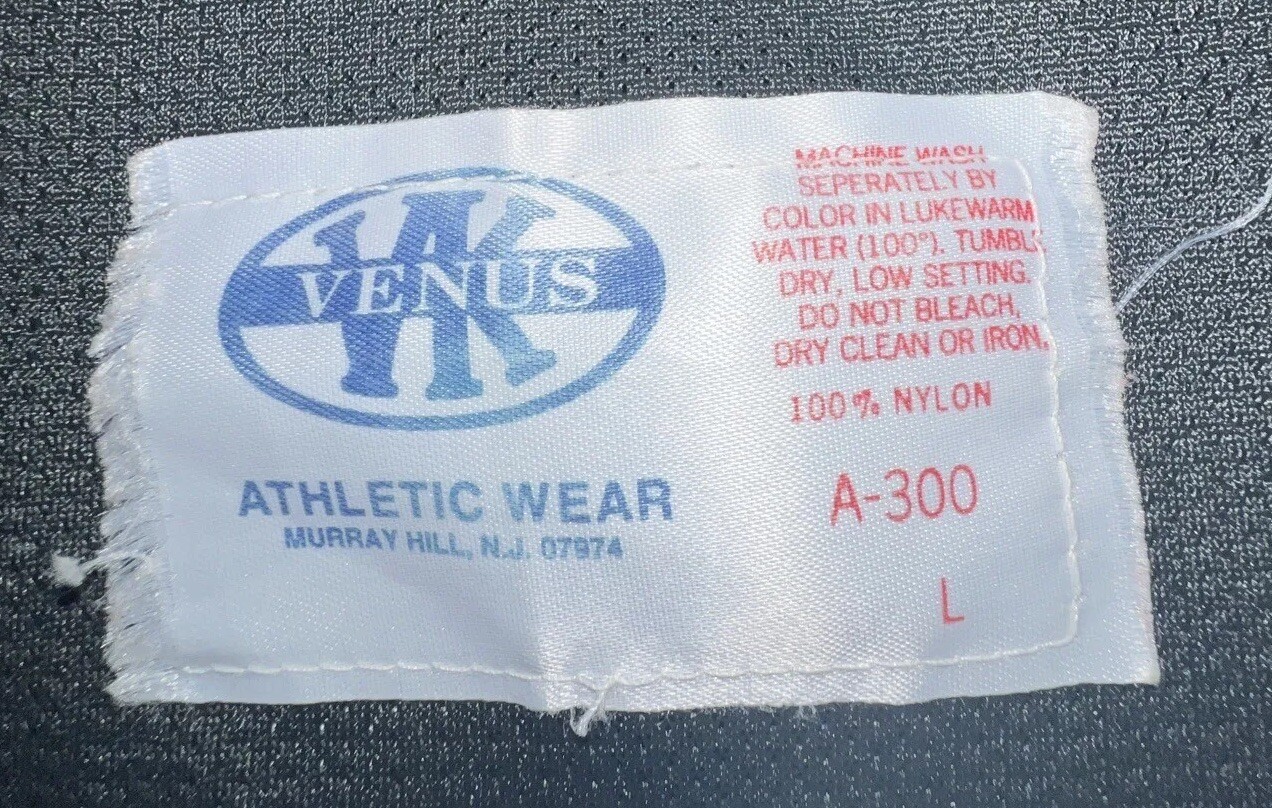 VK
VENUS
ATHLETIC WEAR
MURRAY HILL, N.J. 07974
MACHINE WASH
SEPERATELY BY
COLOR IN LUKEWARM
WATER (100°). TUMBLE
DRY, LOW SETTING.
DO NOT BLEACH,
DRY CLEAN OR IRON.
100% NYLON
A-300
L